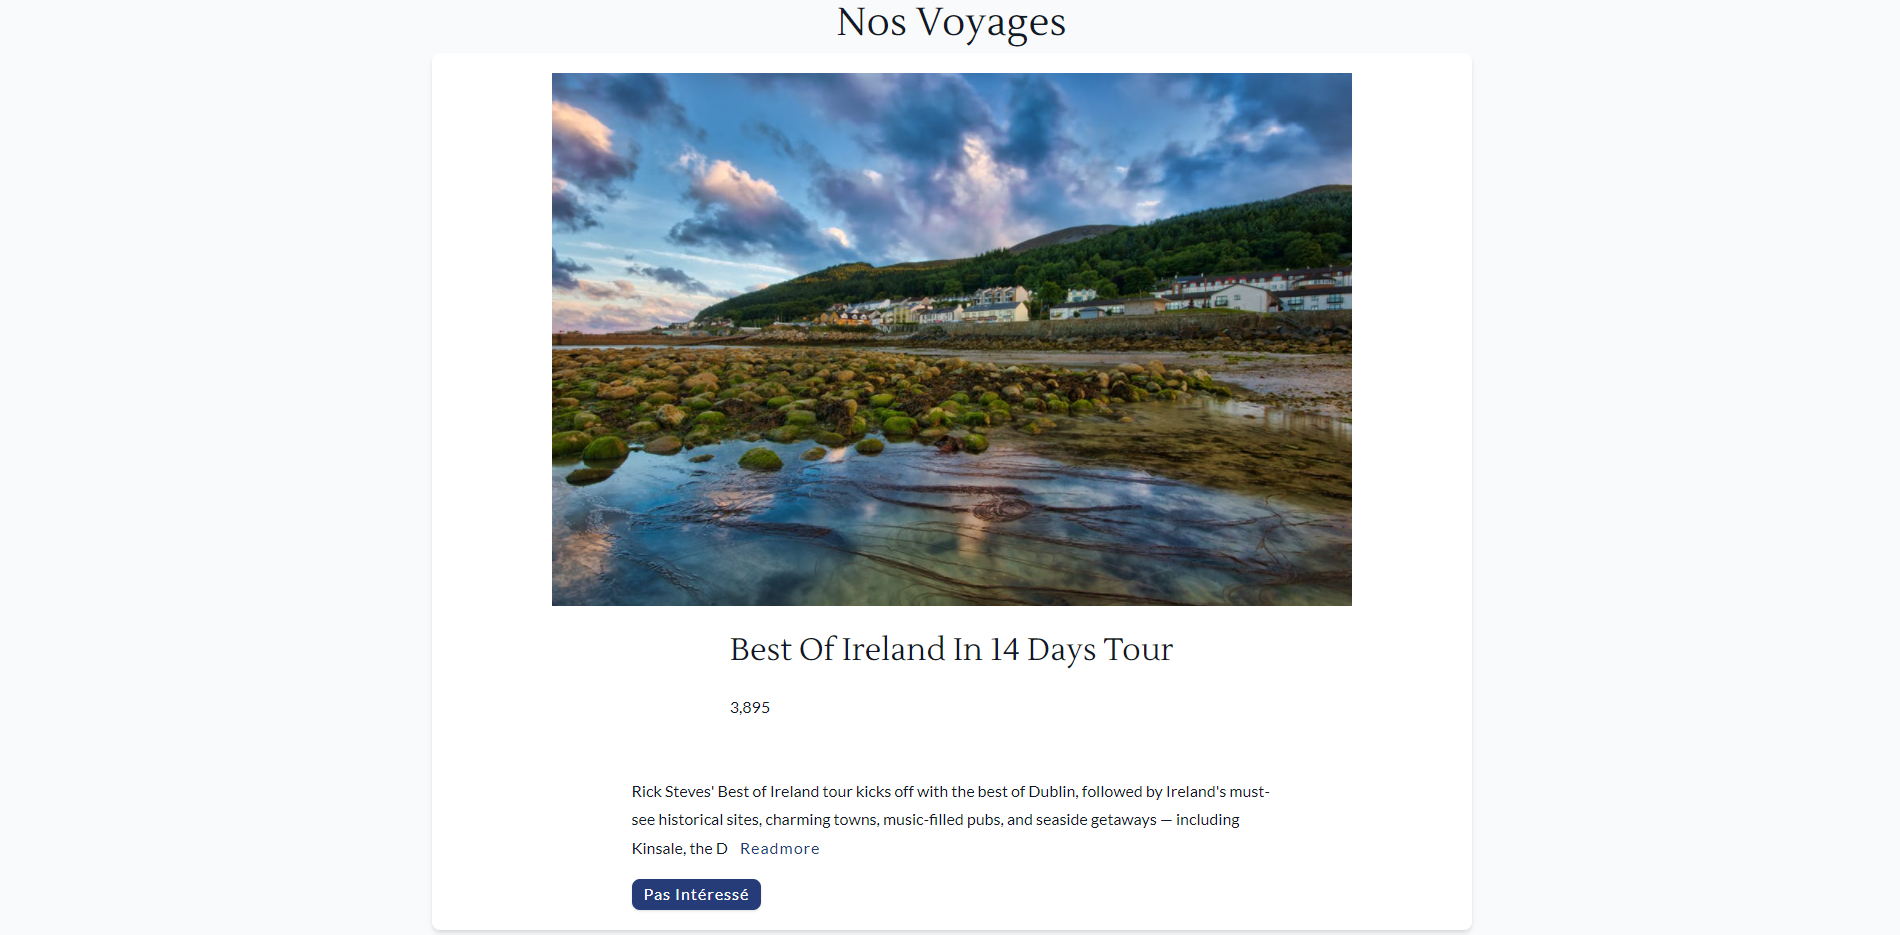 Nos Voyages
Best Of Ireland In 14 Days Tour
3,895
Rick Steves' Best of Ireland tour kicks off with the best of Dublin, followed by Ireland's must-
see historical sites, charming towns, music-filled pubs, and seaside getaways — including
Kinsale, the D Readmore
Pas Intéressé